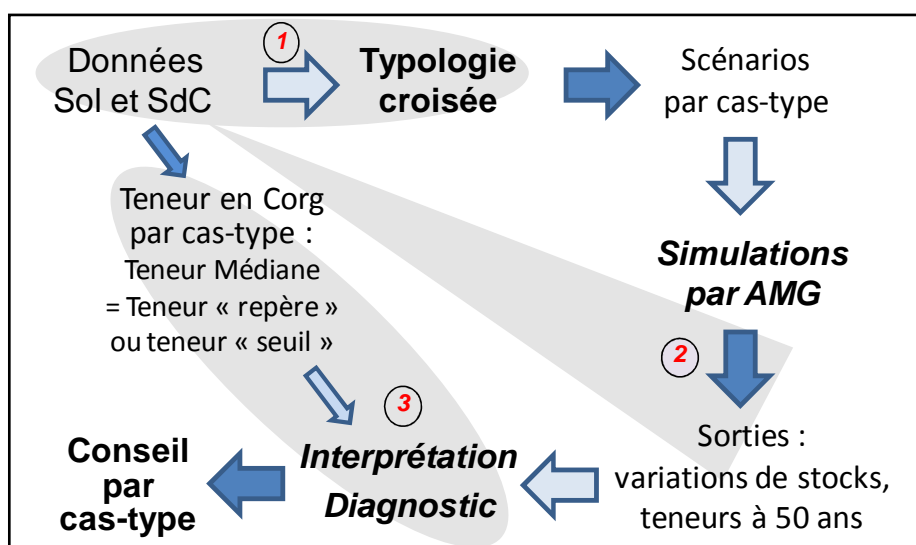 1
Données
Sol et SdC
Typologie
croisée
Scénarios
par cas-type
Teneur en Corg
par cas-type :
Teneur Médiane
= Teneur « repère »
ou teneur « seuil »
Simulations
par AMG
2
3
Sorties :
variations de stocks,
teneurs à 50 ans
Interprétation
Diagnostic
Conseil
par
cas-type